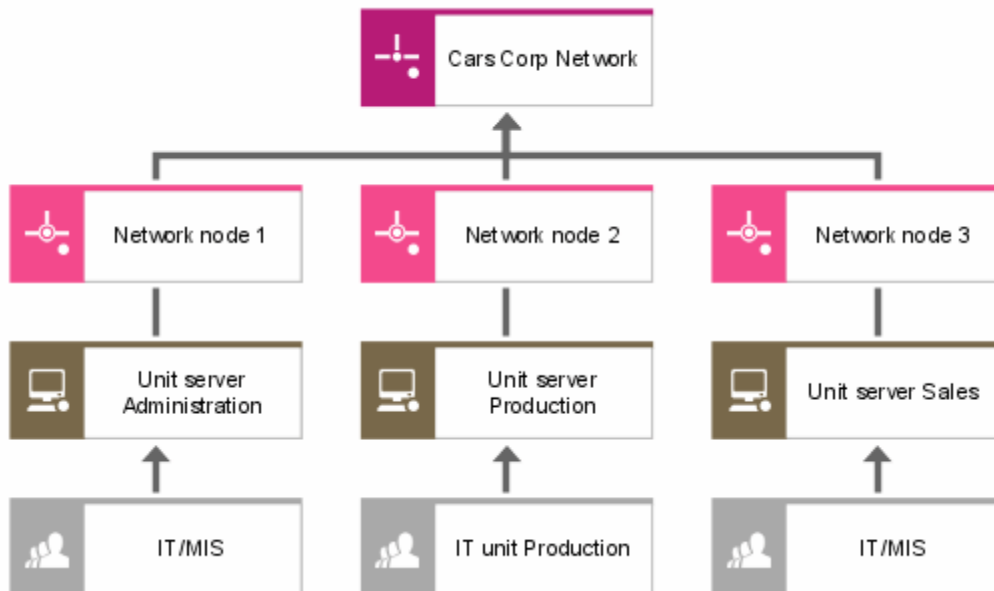 Cars Corp Network
Network node 1
Network node 2
Network node 3
Unit server
Administration
Unit server
Production
Unit server Sales
IT/MIS
IT unit Production
IT/MIS